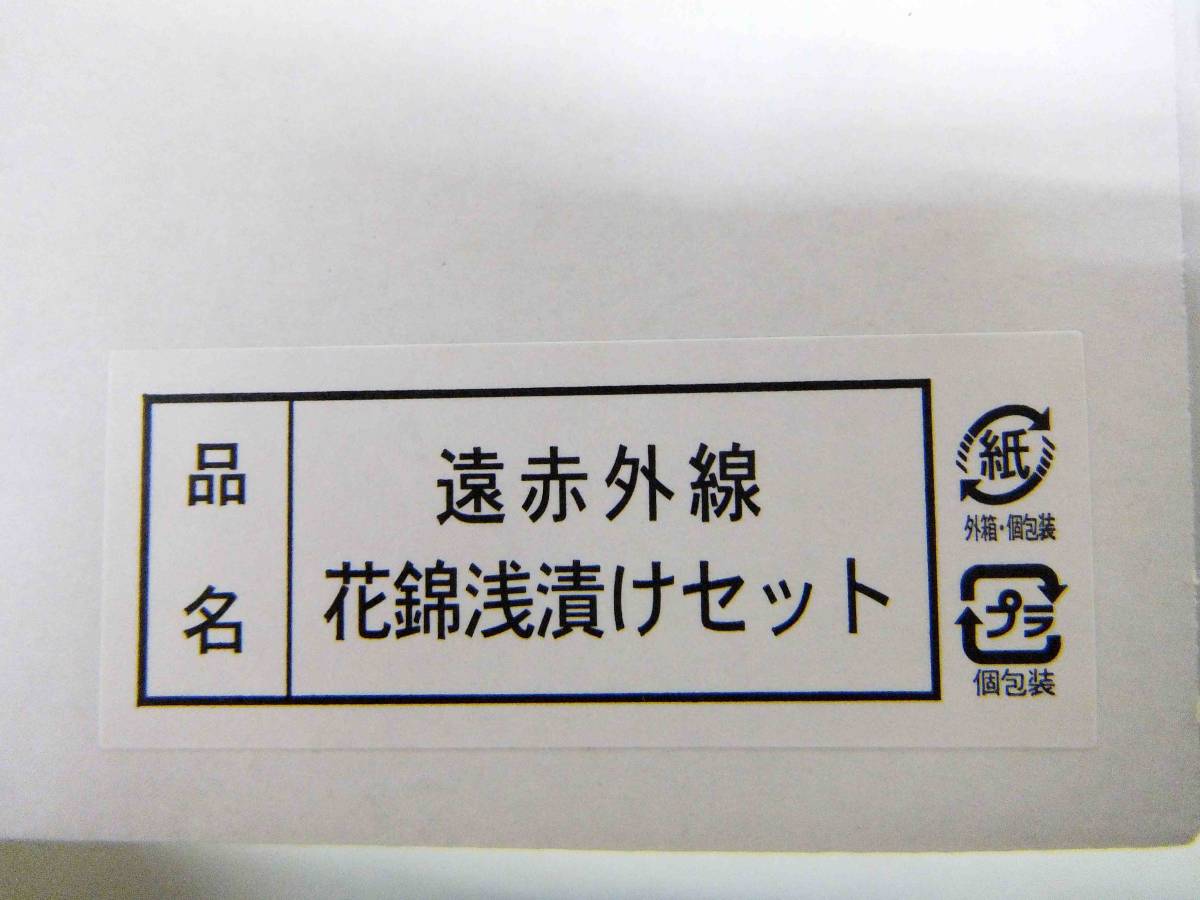 品名
遠赤外線
花錦浅漬けセット
紙
外箱・個包装
プラ
個包装